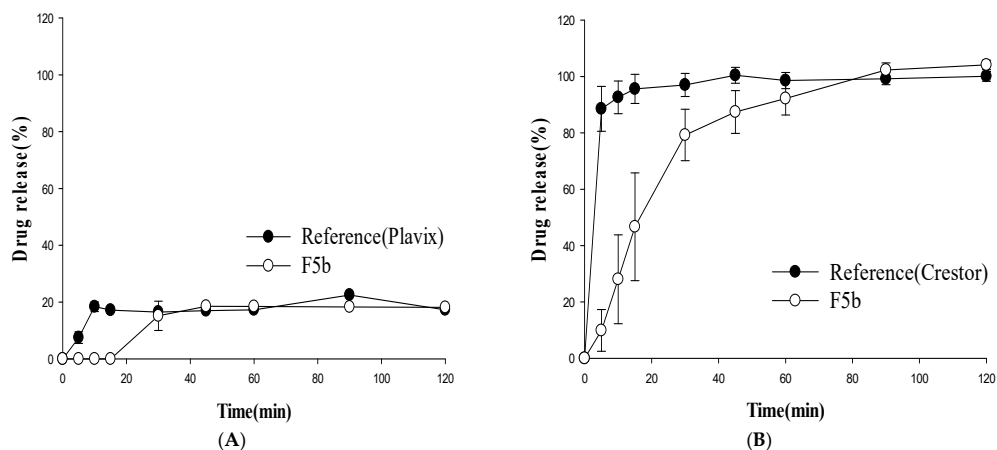 120
100
80
60
40
20
0
Drug release(%)
Reference(Plavix)
F5b
0 20 40 60 80 100 120
Time(min)
(A)
120
100
80
60
40
20
0
Drug release(%)
Reference(Crestor)
F5b
0 20 40 60 80 100 120
Time(min)
(B)